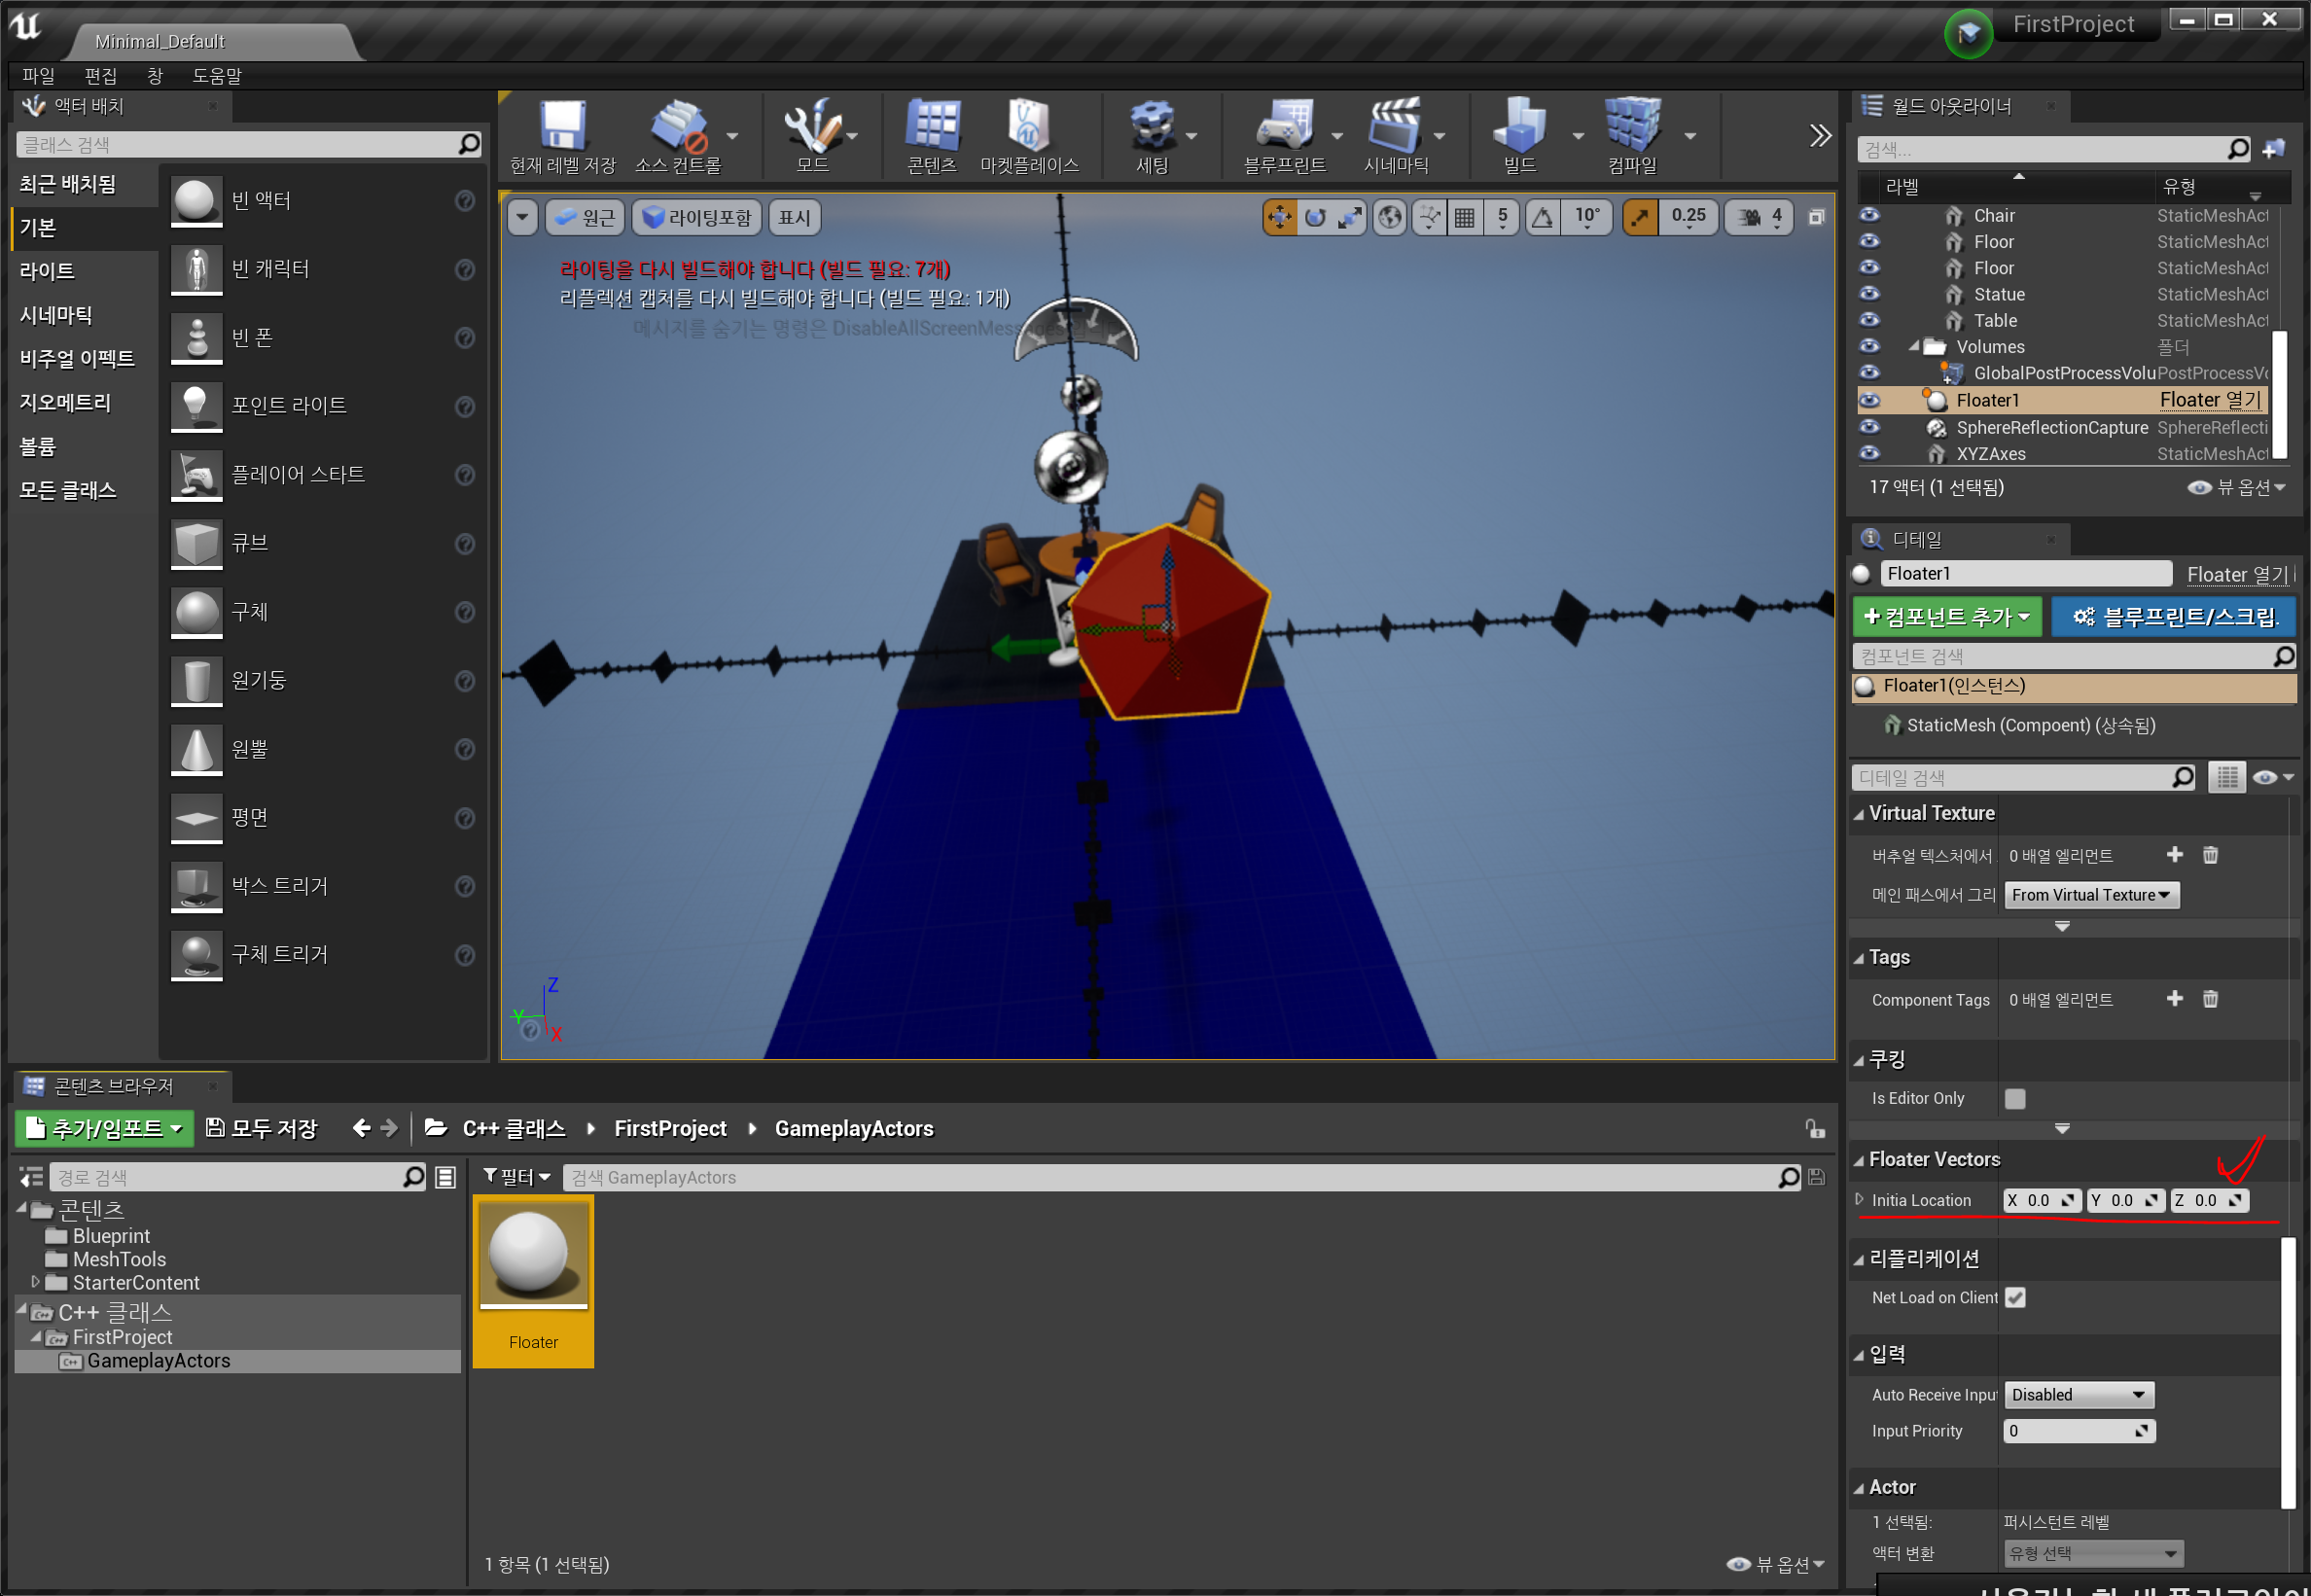 Minimal_Default
FirstProject
파일 편집 창 도움말
액터 배치
클래스 검색
최근 배치됨
기본
라이트
시네마틱
비주얼 이펙트
지오메트리
볼륨
모든 클래스
빈 액터
빈 캐릭터
빈 폰
포인트 라이트
플레이어 스타트
큐브
구체
원기둥
원뿔
평면
박스 트리거
구체 트리거
현재 레벨 저장 소스 컨트롤 모드 콘텐츠 마켓플레이스 세팅 블루프린트 시네마틱 빌드 컴파일
원근 라이팅포함 표시 5 10° 0.25 4
라이팅을 다시 빌드해야 합니다 (빌드 필요: 7개)
리플렉션 캡처를 다시 빌드해야 합니다 (빌드 필요: 1개)
메시지를 숨기는 명령은 DisableAllScreenMessages
Z
Y
X
월드 아웃라이너
검색...
라벨 유형
Chair StaticMeshAct
Floor StaticMeshAct
Floor StaticMeshAct
Statue StaticMeshAct
Table StaticMeshAct
Volumes 폴더
GlobalPostProcessVolu PostProcessVo
Floater1 Floater 열기
SphereReflectionCapture SphereReflecti
XYZAxes StaticMeshAct
17 액터 (1 선택됨) 뷰 옵션
디테일
Floater1 Floater 열기
컴포넌트 추가 블루프린트/스크립
컴포넌트 검색
Floater1(인스턴스)
StaticMesh (Compoent) (상속됨)
디테일 검색
Virtual Texture
버추얼 텍스처에서 0 배열 엘리먼트
메인 패스에서 그리 From Virtual Texture
Tags
Component Tags 0 배열 엘리먼트
쿠킹
Is Editor Only
Floater Vectors
Initia Location X 0.0 Y 0.0 Z 0.0
리플리케이션
Net Load on Client
입력
Auto Receive Input Disabled
Input Priority 0
Actor
1 선택됨: 퍼시스턴트 레벨
액터 변환 유형 선택
콘텐츠 브라우저
추가/임포트 모두 저장 C++ 클래스 FirstProject GameplayActors
경로 검색
필터 검색 GameplayActors
콘텐츠
Blueprint
MeshTools
StarterContent
C++ 클래스
FirstProject
GameplayActors
Floater
1 항목 (1 선택됨) 뷰 옵션